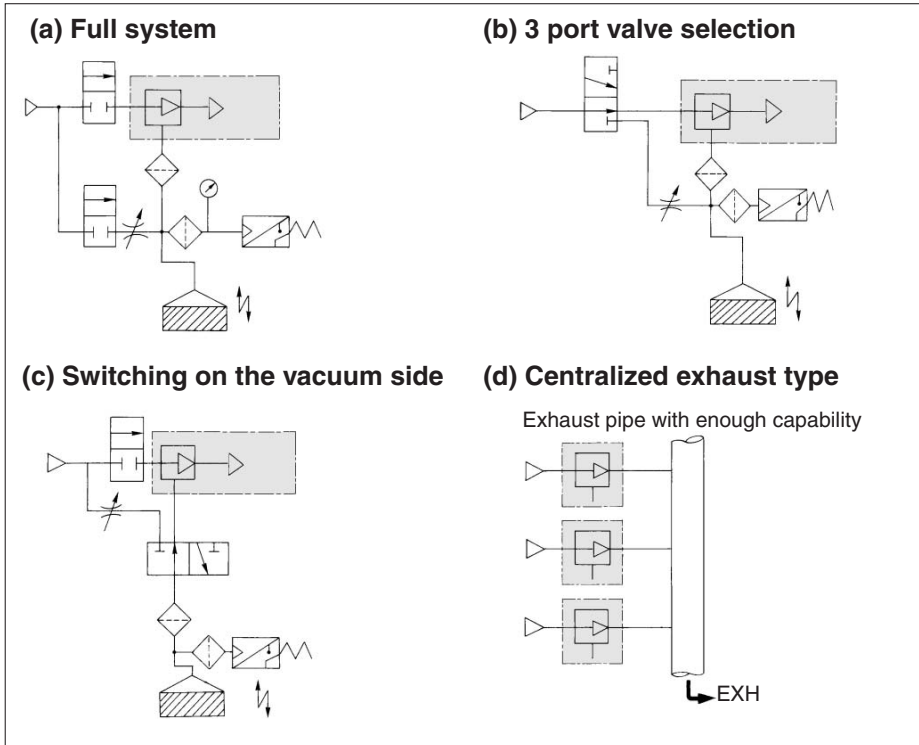 (a) Full system
(b) 3 port valve selection
(c) Switching on the vacuum side
(d) Centralized exhaust type
Exhaust pipe with enough capability
EXH